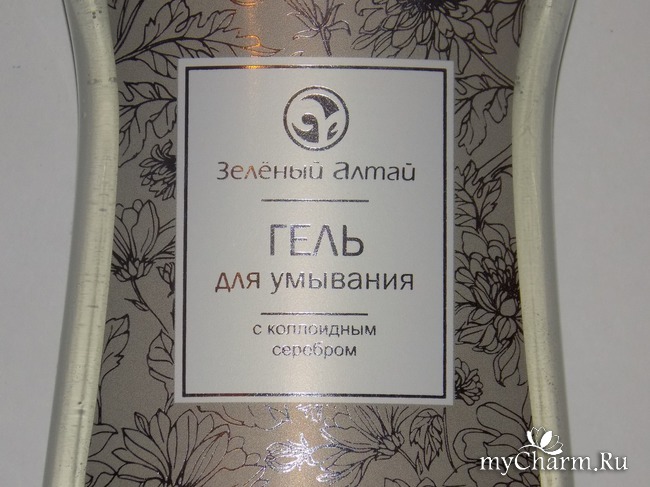 Зелёный Алтай
ГЕЛЬ
для умывания
с коллоидным
серебром
myCharm.Ru